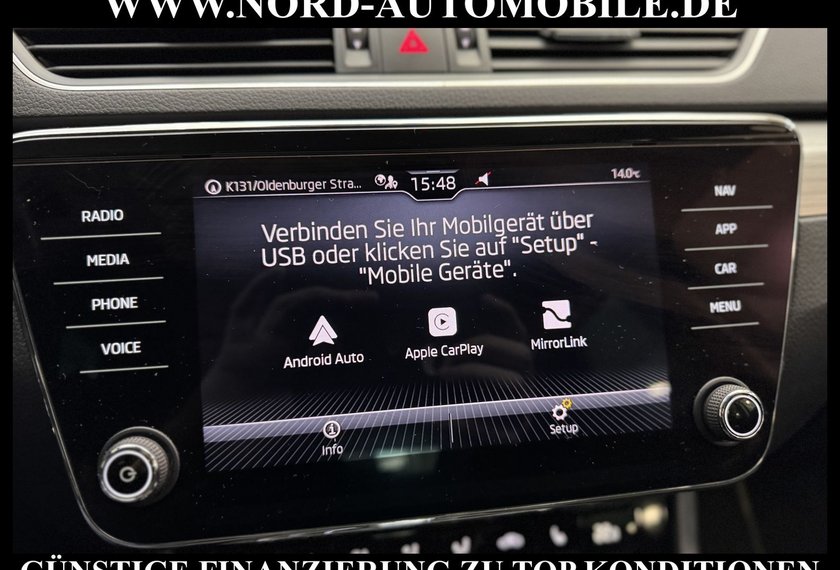 WWW.NORD-AUTOMOBILE.DE
K131/Oldenburger Stra...
15:48
14.0°C
RADIO
MEDIA
PHONE
VOICE
NAV
APP
CAR
MENU
Verbinden Sie Ihr Mobilgerät über
USB oder klicken Sie auf "Setup" -
"Mobile Geräte".
Android Auto
Apple CarPlay
MirrorLink
Info
Setup
GÜNSTIGE FINANZIERUNG ZU TOP KONDITIONEN